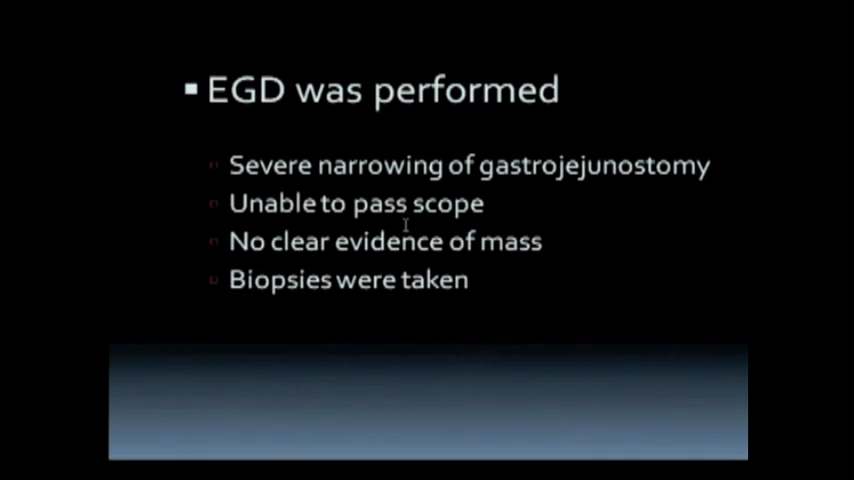 EGD was performed
Severe narrowing of gastrojejunostomy
Unable to pass scope
No clear evidence of mass
Biopsies were taken